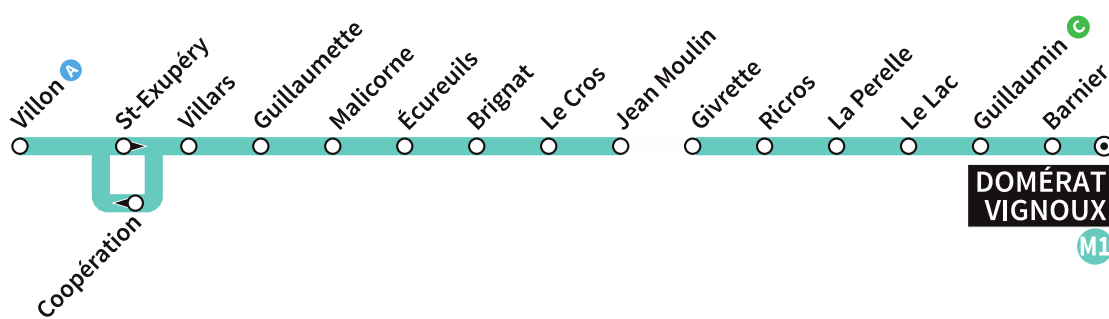 Villon A
St-Exupéry
Villars
Guillaumette
Malicorne
Écureuils
Brignat
Le Cros
Jean Moulin
Givrette
Ricros
La Perelle
Le Lac
Guillaumin C
Barnier
DOMÉRAT
VIGNOUX
M1
Coopération